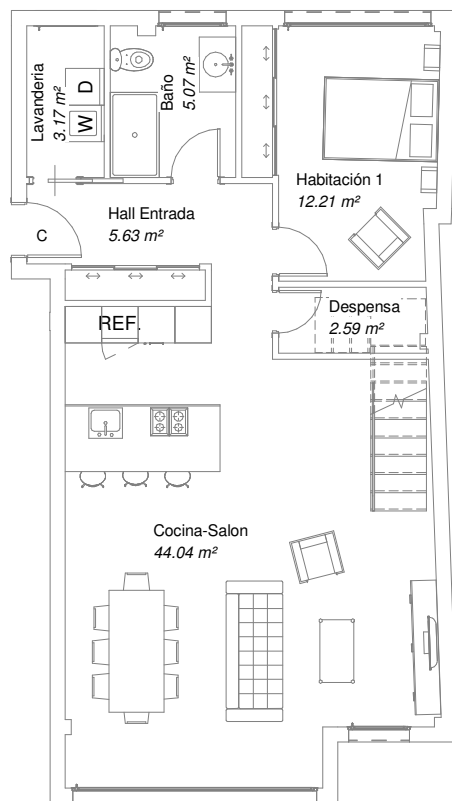 Lavanderia
3.17 m²
D
W
Baño
5.07 m²
Habitación 1
12.21 m²
Hall Entrada
5.63 m²
C
Despensa
2.59 m²
REF.
Cocina-Salon
44.04 m²